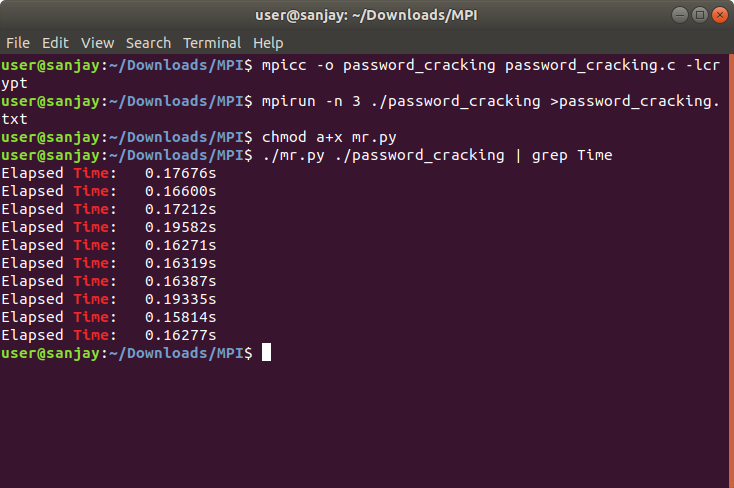 user@sanjay: ~/Downloads/MPI
File Edit View Search Terminal Help
user@sanjay:~/Downloads/MPI$ mpicc -o password_cracking password_cracking.c -lcr
ypt
user@sanjay:~/Downloads/MPI$ mpirun -n 3 ./password_cracking >password_cracking.
txt
user@sanjay:~/Downloads/MPI$ chmod a+x mr.py
user@sanjay:~/Downloads/MPI$ ./mr.py ./password_cracking | grep Time
Elapsed Time:   0.17676s
Elapsed Time:   0.16600s
Elapsed Time:   0.17212s
Elapsed Time:   0.19582s
Elapsed Time:   0.16271s
Elapsed Time:   0.16319s
Elapsed Time:   0.16387s
Elapsed Time:   0.19335s
Elapsed Time:   0.15814s
Elapsed Time:   0.16277s
user@sanjay:~/Downloads/MPI$